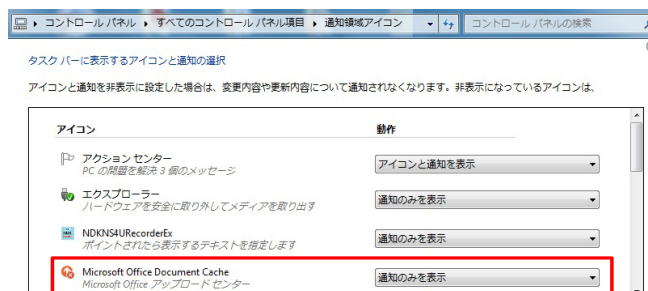 コントロール パネル ▸ すべてのコントロール パネル項目 ▸ 通知領域アイコン コントロール パネルの検索
タスク バーに表示するアイコンと通知の選択
アイコンと通知を非表示に設定した場合は、変更内容や更新内容について通知されなくなります。非表示になっているアイコンは、
アイコン 動作
アクション センター アイコンと通知を表示
PC の問題を解決 3 個のメッセージ
エクスプローラー 通知のみを表示
ハードウェアを安全に取り外してメディアを取り出す
NDKNS4URecorderEx 通知のみを表示
ポイントされたら表示するテキストを指定します
Microsoft Office Document Cache 通知のみを表示
Microsoft Office アップロード センター